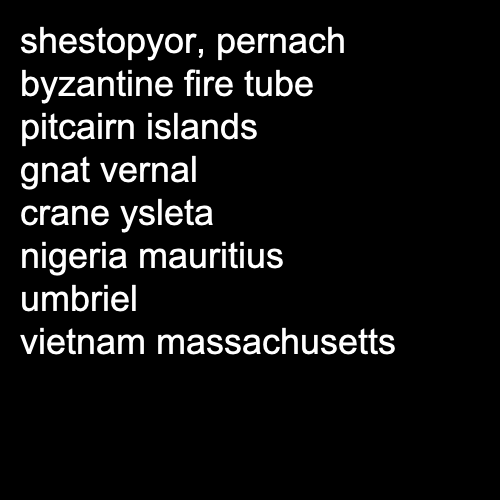 shestopyor, pernach
byzantine fire tube
pitcairn islands
gnat vernal
crane ysleta
nigeria mauritius
umbriel
vietnam massachusetts